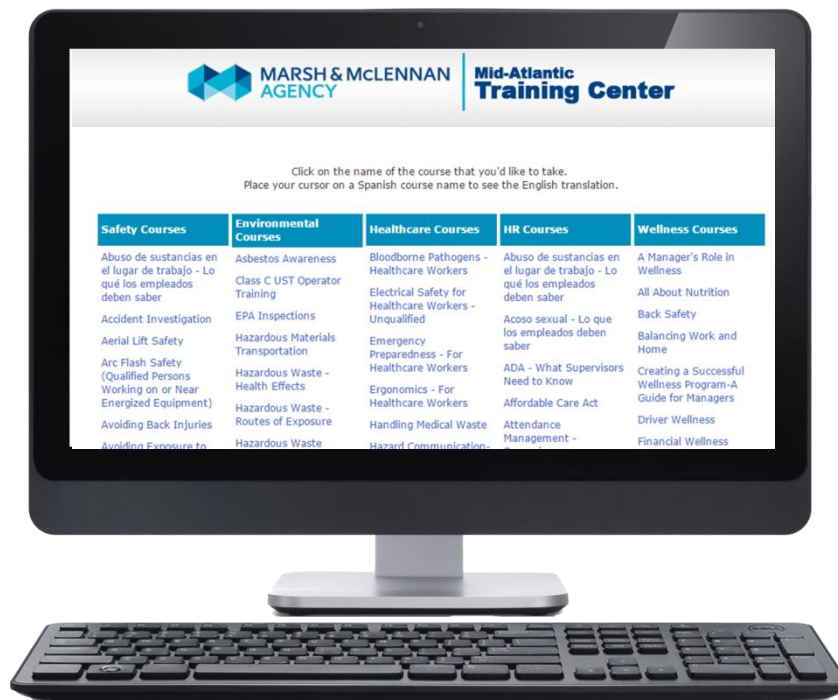 MARSH & McLENNAN
AGENCY
Mid-Atlantic
Training Center
Click on the name of the course that you'd like to take.
Place your cursor on a Spanish course name to see the English translation.
Safety Courses
Abuso de sustancias en
el lugar de trabajo - Lo
qué los empleados
deben saber
Accident Investigation
Aerial Lift Safety
Arc Flash Safety
(Qualified Persons
Working on or Near
Energized Equipment)
Avoiding Back Injuries
Avoiding Exposure to
Environmental
Courses
Asbestos Awareness
Class C UST Operator
Training
EPA Inspections
Hazardous Materials
Transportation
Hazardous Waste -
Health Effects
Hazardous Waste -
Routes of Exposure
Hazardous Waste
Healthcare Courses
Bloodborne Pathogens -
Healthcare Workers
Electrical Safety for
Healthcare Workers -
Unqualified
Emergency
Preparedness - For
Healthcare Workers
Ergonomics - For
Healthcare Workers
Handling Medical Waste
Hazard Communication-
HR Courses
Abuso de sustancias en
el lugar de trabajo - Lo
qué los empleados
deben saber
Acoso sexual - Lo que
los empleados deben
saber
ADA - What Supervisors
Need to Know
Affordable Care Act
Attendance
Management -
Wellness Courses
A Manager's Role in
Wellness
All About Nutrition
Back Safety
Balancing Work and
Home
Creating a Successful
Wellness Program-A
Guide for Managers
Driver Wellness
Financial Wellness
DELL